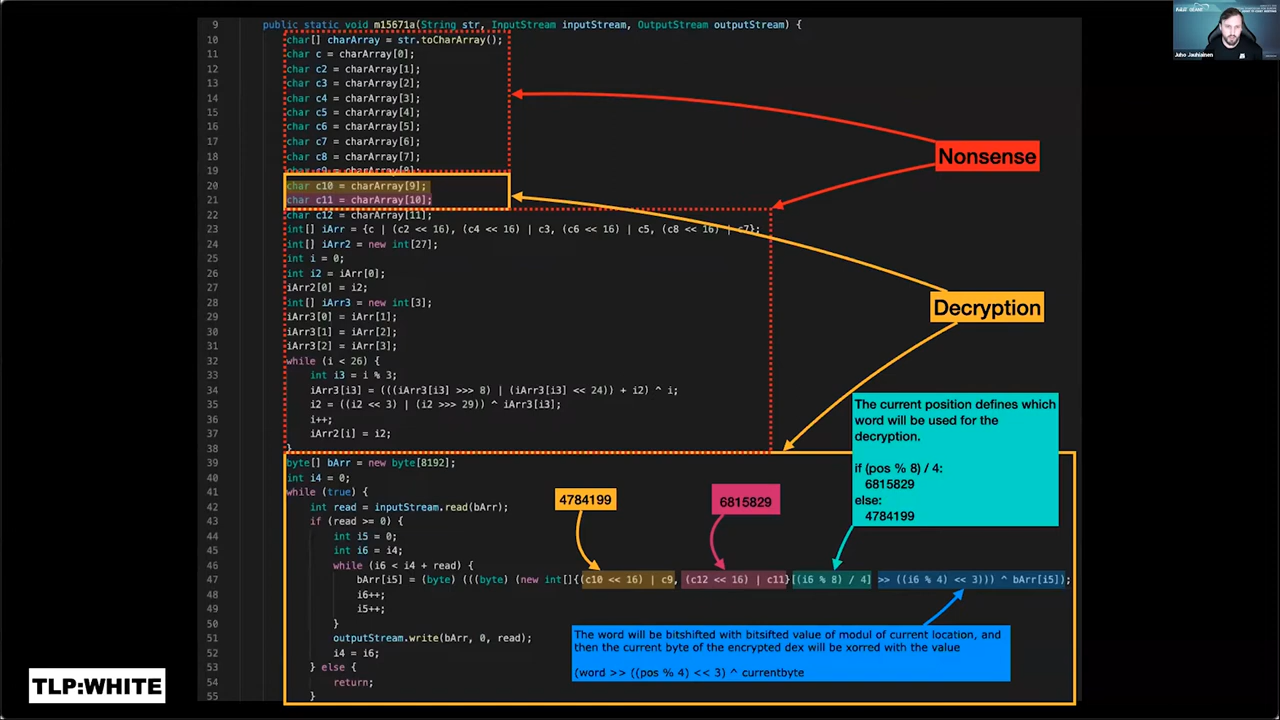 9 public static void m15671a(String str, InputStream inputStream, OutputStream outputStream) {
10 char[] charArray = str.toCharArray();
11 char c = charArray[0];
12 char c2 = charArray[1];
13 char c3 = charArray[2];
14 char c4 = charArray[3];
15 char c5 = charArray[4];
16 char c6 = charArray[5];
17 char c7 = charArray[6];
18 char c8 = charArray[7];
19 char c9 = charArray[8];
20 char c10 = charArray[9];
21 char c11 = charArray[10];
22 char c12 = charArray[11];
23 int[] iArr = {c | (c2 << 16), (c4 << 16) | c3, (c6 << 16) | c5, (c8 << 16) | c7};
24 int[] iArr2 = new int[27];
25 int i = 0;
26 int i2 = iArr[0];
27 iArr2[0] = i2;
28 int[] iArr3 = new int[3];
29 iArr3[0] = iArr[1];
30 iArr3[1] = iArr[2];
31 iArr3[2] = iArr[3];
32 while (i < 26) {
33 int i3 = i % 3;
34 iArr3[i3] = (((iArr3[i3] >>> 8) | (iArr3[i3] << 24)) + i2) ^ i;
35 i2 = ((i2 << 3) | (i2 >>> 29)) ^ iArr3[i3];
36 i++;
37 iArr2[i] = i2;
38 }
39 byte[] bArr = new byte[8192];
40 int i4 = 0;
41 while (true) {
42 int read = inputStream.read(bArr);
43 if (read >= 0) {
44 int i5 = 0;
45 int i6 = i4;
46 while (i6 < i4 + read) {
47 bArr[i5] = (byte) (((byte) (new int[]{(c10 << 16) | c9, (c12 << 16) | c11}[(i6 % 8) / 4] >> ((i6 % 4) << 3))) ^ bArr[i5]);
48 i6++;
49 i5++;
50 }
51 outputStream.write(bArr, 0, read);
52 i4 = i6;
53 } else {
54 return;
55 }
Nonsense
Decryption
The current position defines which
word will be used for the
decryption.
if (pos % 8) / 4:
6815829
else:
4784199
4784199
6815829
The word will be bitshifted with bitsifted value of modul of current location, and
then the current byte of the encrypted dex will be xorred with the value
(word >> ((pos % 4) << 3) ^ currentbyte
TLP:WHITE
Juho Jauhiainen